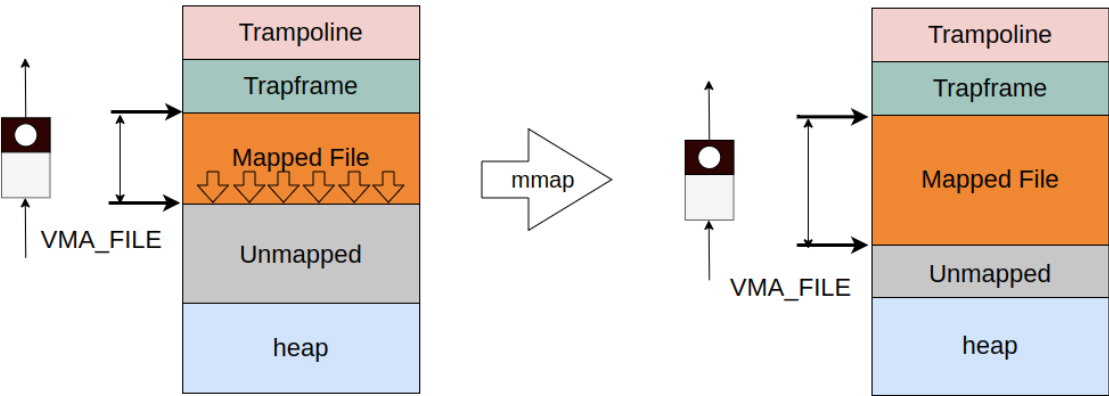 Trampoline
Trapframe
Mapped File
VMA_FILE
Unmapped
heap
mmap
Trampoline
Trapframe
Mapped File
VMA_FILE
Unmapped
heap